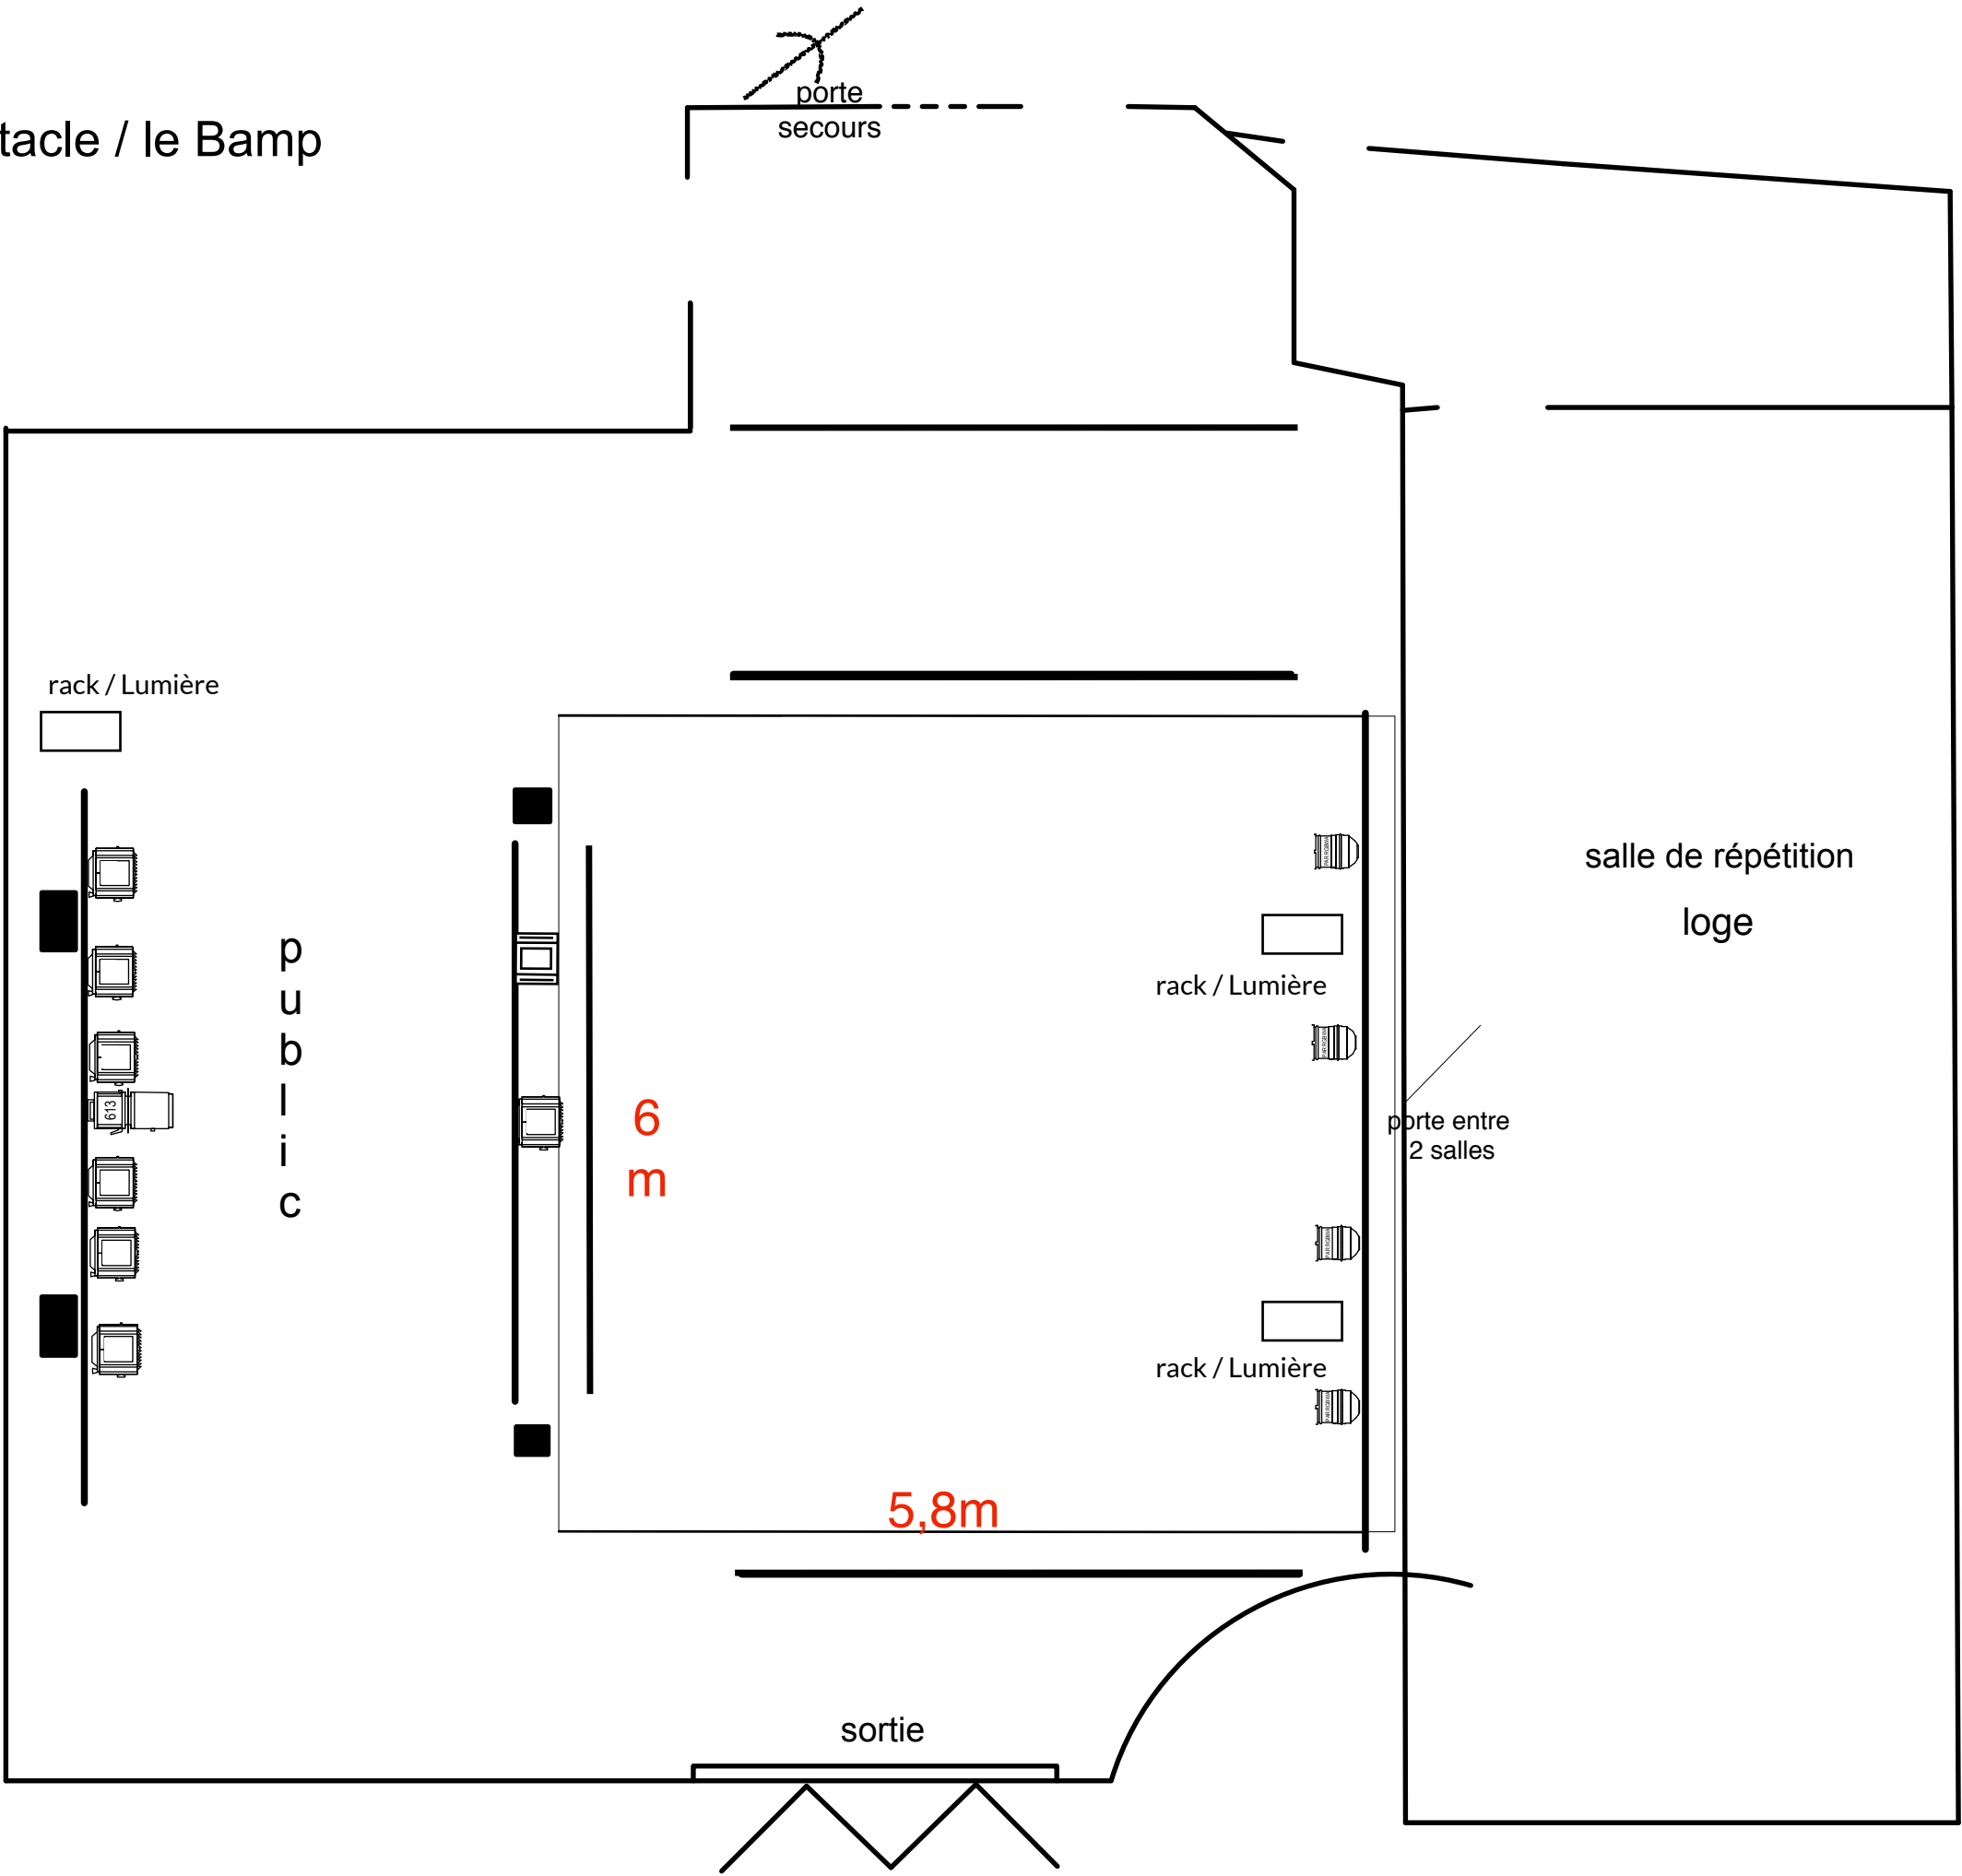 porte
secours
tacle / le Bamp
rack / Lumière
salle de répétition
loge
p
u
b
l
i
c
rack / Lumière
6
m
613
porte entre
2 salles
rack / Lumière
5,8m
sortie